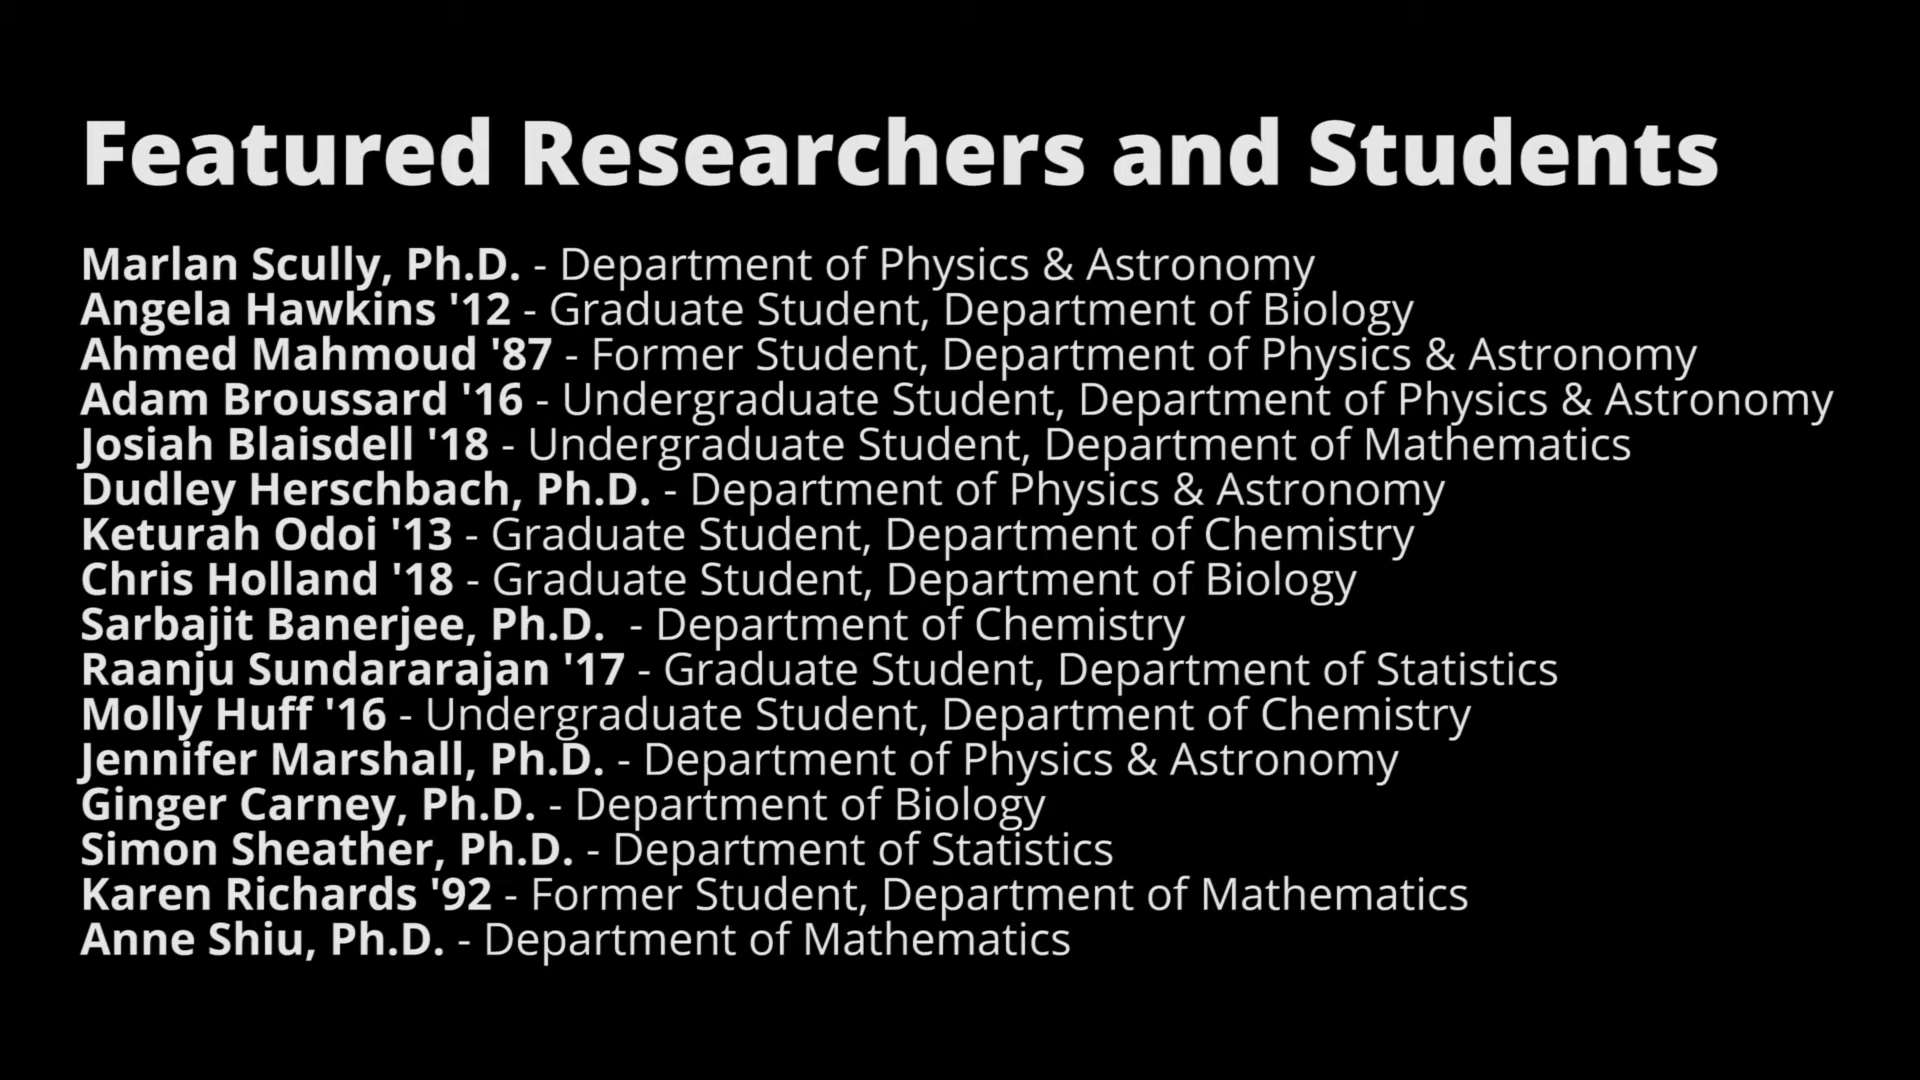 Featured Researchers and Students
Marlan Scully, Ph.D. - Department of Physics & Astronomy
Angela Hawkins '12 - Graduate Student, Department of Biology
Ahmed Mahmoud '87 - Former Student, Department of Physics & Astronomy
Adam Broussard '16 - Undergraduate Student, Department of Physics & Astronomy
Josiah Blaisdell '18 - Undergraduate Student, Department of Mathematics
Dudley Herschbach, Ph.D. - Department of Physics & Astronomy
Keturah Odoi '13 - Graduate Student, Department of Chemistry
Chris Holland '18 - Graduate Student, Department of Biology
Sarbajit Banerjee, Ph.D.  - Department of Chemistry
Raanju Sundararajan '17 - Graduate Student, Department of Statistics
Molly Huff '16 - Undergraduate Student, Department of Chemistry
Jennifer Marshall, Ph.D. - Department of Physics & Astronomy
Ginger Carney, Ph.D. - Department of Biology
Simon Sheather, Ph.D. - Department of Statistics
Karen Richards '92 - Former Student, Department of Mathematics
Anne Shiu, Ph.D. - Department of Mathematics